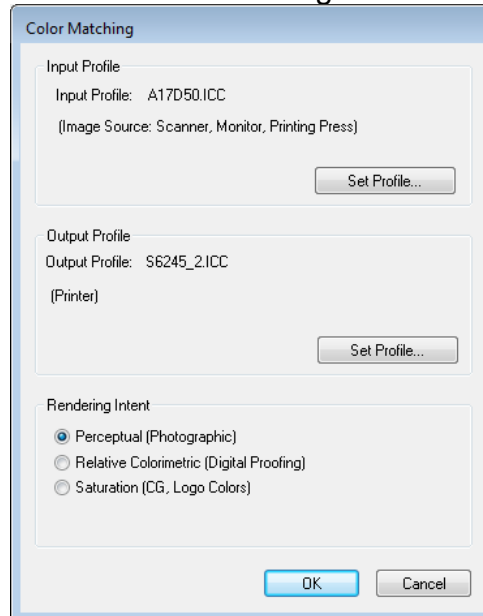 Color Matching
Input Profile
Input Profile: A17D50.ICC
(Image Source: Scanner, Monitor, Printing Press)
Set Profile...
Output Profile
Output Profile: S6245_2.ICC
(Printer)
Set Profile...
Rendering Intent
Perceptual (Photographic)
Relative Colorimetric (Digital Proofing)
Saturation (CG, Logo Colors)
OK Cancel